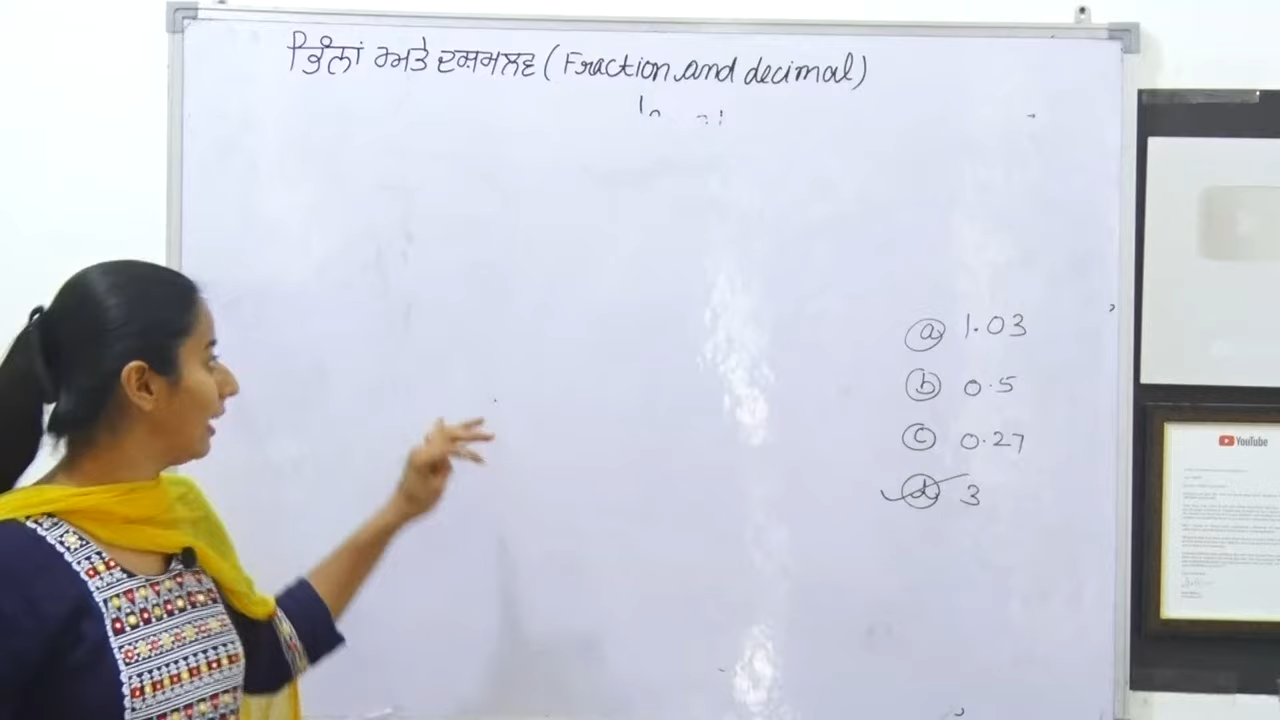 ਭਿੰਨਾਂ ਅਤੇ ਦਸ਼ਮਲਵ (Fraction and decimal)
(a) 1.03
(b) 0.5
(c) 0.27
(d) 3
YouTube